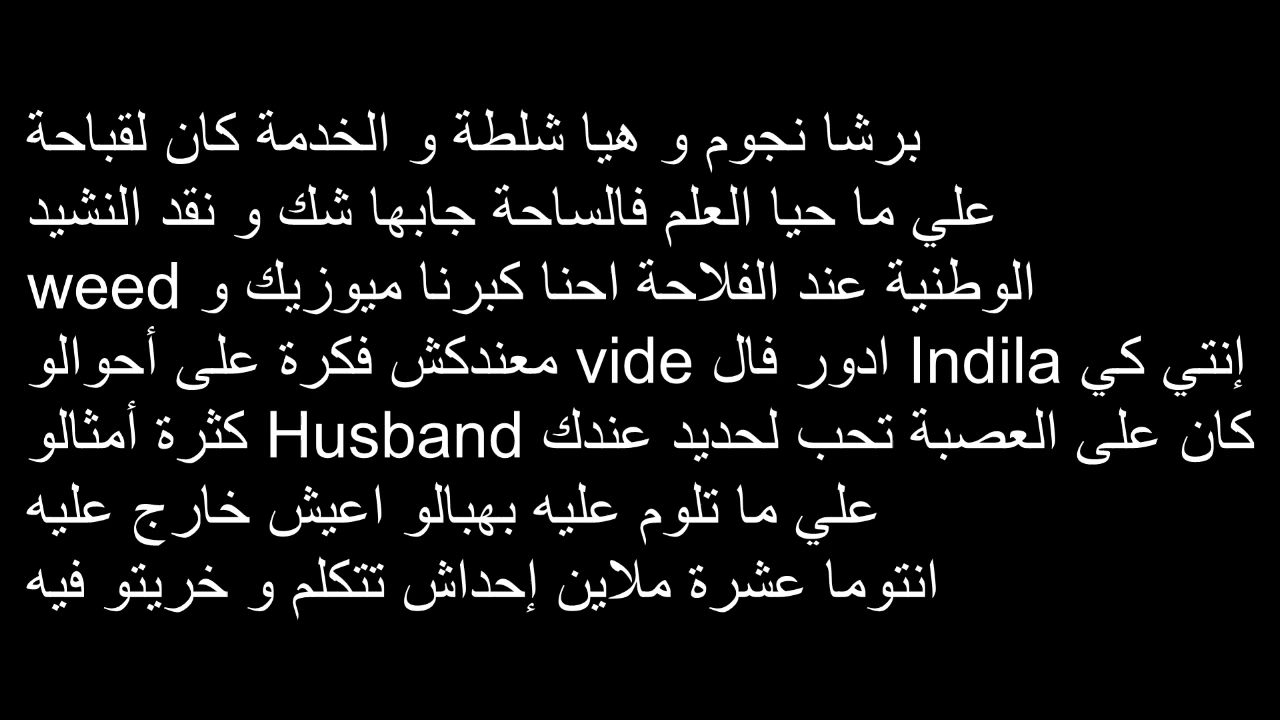 برشا نجوم و هيا شلطة و الخدمة كان لقباحة
علي ما حيا العلم فالساحة جابها شك و نقد النشيد
الوطنية عند الفلاحة احنا كبرنا ميوزيك و weed
إنتي كي Indila ادور فال vide معندكش فكرة على أحوالو
كان على العصبة تحب لحديد عندك Husband كثرة أمثالو
علي ما تلوم عليه بهبالو اعيش خارج عليه
انتوما عشرة ملاين إحداش تتكلم و خريتو فيه